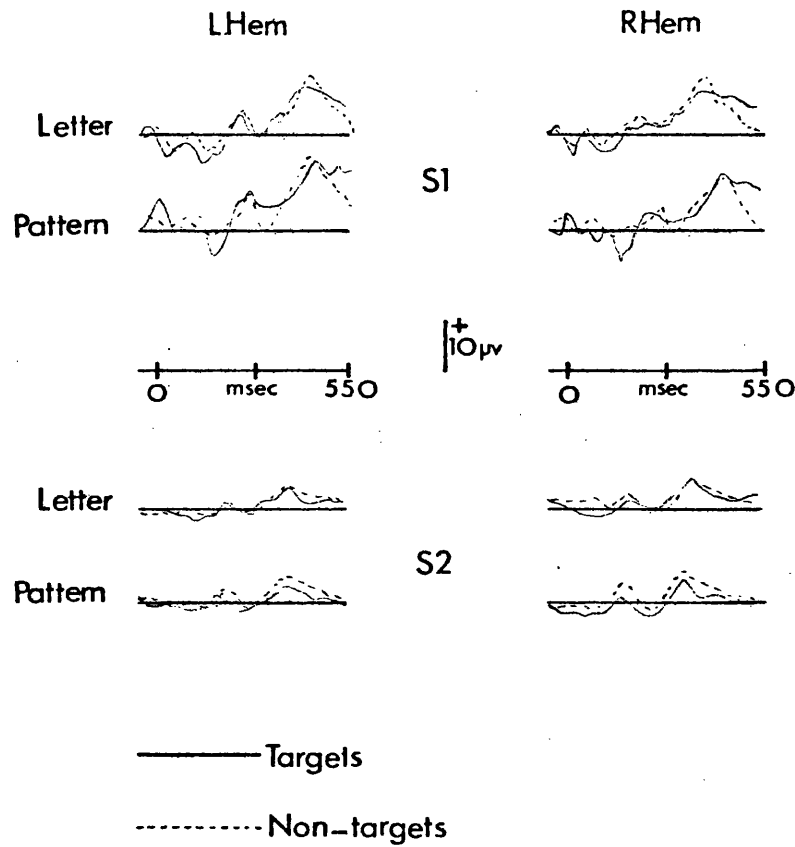 LHem RHem
Letter
S1
Pattern
+
10μv
0 msec 550 0 msec 550
Letter
S2
Pattern
Targets
Non-targets